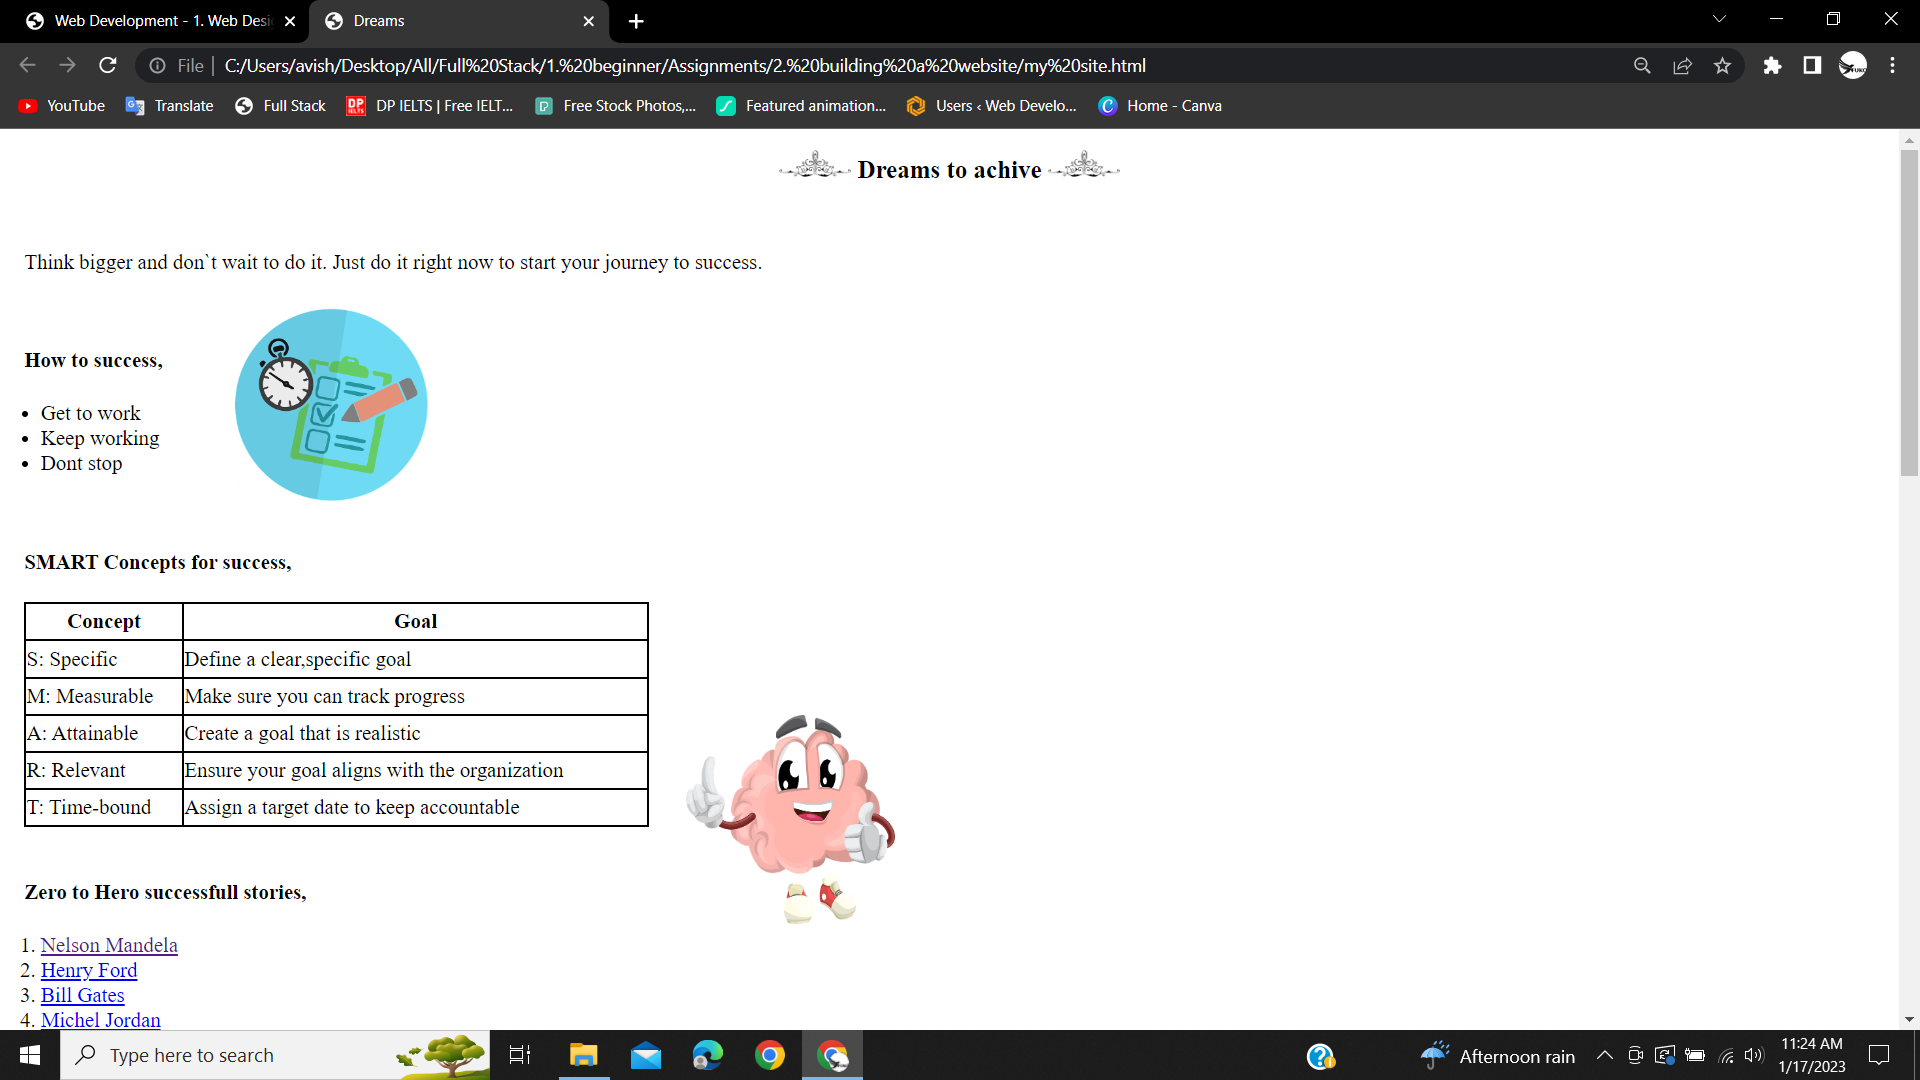 Web Development - 1. Web Desi
Dreams
File
C:/Users/avish/Desktop/All/Full%20Stack/1.%20beginner/Assignments/2.%20building%20a%20website/my%20site.html
YouTube
Translate
Full Stack
DP IELTS
DP IELTS | Free IELT...
Free Stock Photos,...
Featured animation...
Users ‹ Web Develo...
Home - Canva
Dreams to achive
Think bigger and don`t wait to do it. Just do it right now to start your journey to success.
How to success,
Get to work
Keep working
Dont stop
SMART Concepts for success,
Concept Goal
S: Specific Define a clear,specific goal
M: Measurable Make sure you can track progress
A: Attainable Create a goal that is realistic
R: Relevant Ensure your goal aligns with the organization
T: Time-bound Assign a target date to keep accountable
Zero to Hero successfull stories,
1. Nelson Mandela
2. Henry Ford
3. Bill Gates
4. Michel Jordan
Type here to search
Afternoon rain
11:24 AM
1/17/2023